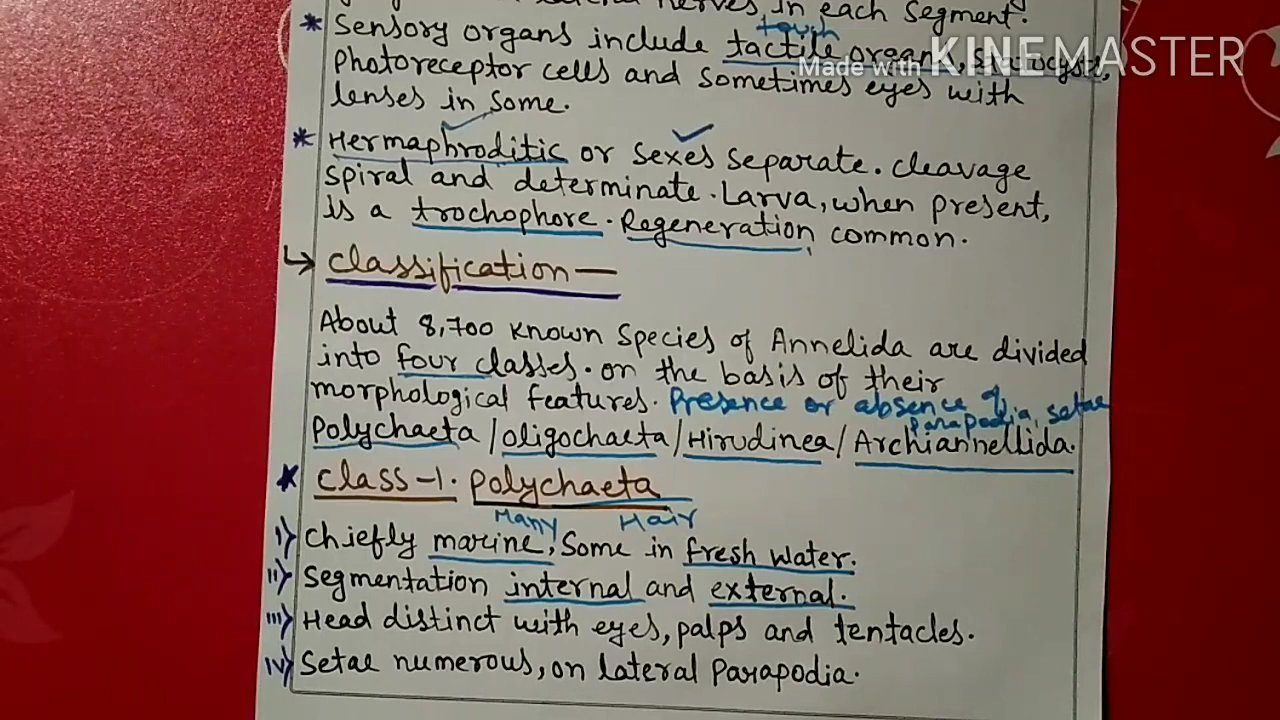 nerves in each segment.
* Sensory organs include tactile organs, statocysts,
touch
Made with KINEMASTER
Photoreceptor cells and sometimes eyes with
lenses in some.
* Hermaphroditic or sexes separate. Cleavage
spiral and determinate. Larva, when present,
is a trochophore. Regeneration common.
↳ Classification —
About 8,700 known species of Annelida are divided
into four classes. on the basis of their
morphological features. Presence or absence of
parapodia, setae
Polychaeta / oligochaeta / Hirudinea / Archiannellida.
* Class-1. Polychaeta
Many Hair
i) Chiefly marine, some in fresh water.
ii) Segmentation internal and external.
iii) Head distinct with eyes, palps and tentacles.
iv) Setae numerous, on lateral Parapodia.